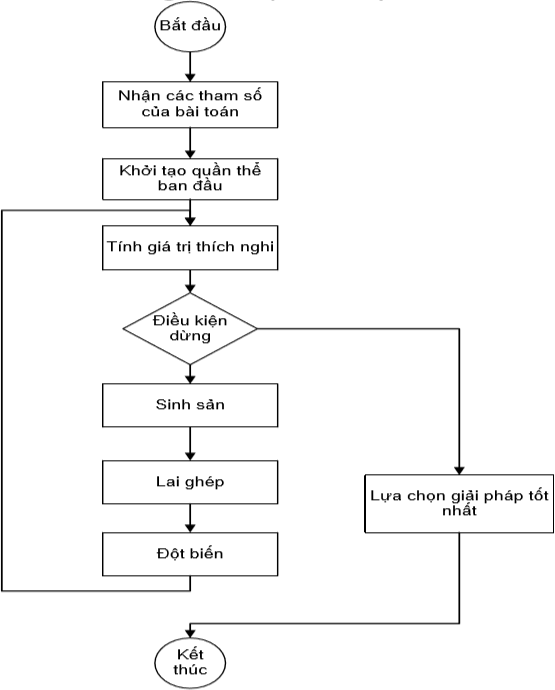 Bắt đầu
Nhận các tham số
của bài toán
Khởi tạo quần thể
ban đầu
Tính giá trị thích nghi
Điều kiện
dừng
Sinh sản
Lai ghép
Lựa chọn giải pháp tốt
nhất
Đột biến
Kết
thúc